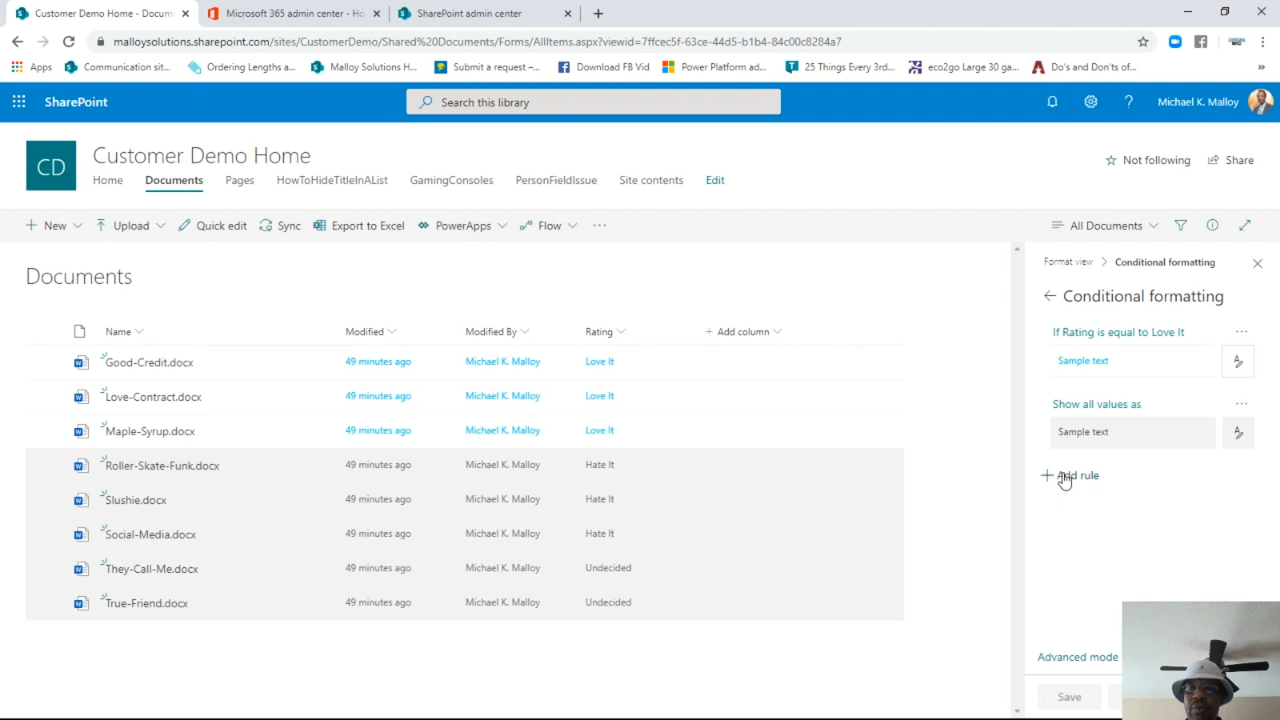 Customer Demo Home - Docum
Microsoft 365 admin center - Ho
SharePoint admin center
malloysolutions.sharepoint.com/sites/CustomerDemo/Shared%20Documents/Forms/AllItems.aspx?viewid=7ffcec5f-63ce-44d5-b1b4-84c00c8284a7
Apps
Communication sit...
Ordering Lengths a...
Malloy Solutions H...
Submit a request –...
Download FB Vid
Power Platform ad...
25 Things Every 3rd...
eco2go Large 30 ga...
Do's and Don'ts of...
SharePoint
Search this library
Michael K. Malloy
CD
Customer Demo Home
Not following
Share
Home
Documents
Pages
HowToHideTitleInAList
GamingConsoles
PersonFieldIssue
Site contents
Edit
New
Upload
Quick edit
Sync
Export to Excel
PowerApps
Flow
All Documents
Documents
Name
Modified
Modified By
Rating
Add column
Good-Credit.docx
49 minutes ago
Michael K. Malloy
Love It
Love-Contract.docx
49 minutes ago
Michael K. Malloy
Love It
Maple-Syrup.docx
49 minutes ago
Michael K. Malloy
Love It
Roller-Skate-Funk.docx
49 minutes ago
Michael K. Malloy
Hate It
Slushie.docx
49 minutes ago
Michael K. Malloy
Hate It
Social-Media.docx
49 minutes ago
Michael K. Malloy
Hate It
They-Call-Me.docx
49 minutes ago
Michael K. Malloy
Undecided
True-Friend.docx
49 minutes ago
Michael K. Malloy
Undecided
Format view
Conditional formatting
Conditional formatting
If Rating is equal to Love It
Sample text
Show all values as
Sample text
Add rule
Advanced mode
Save